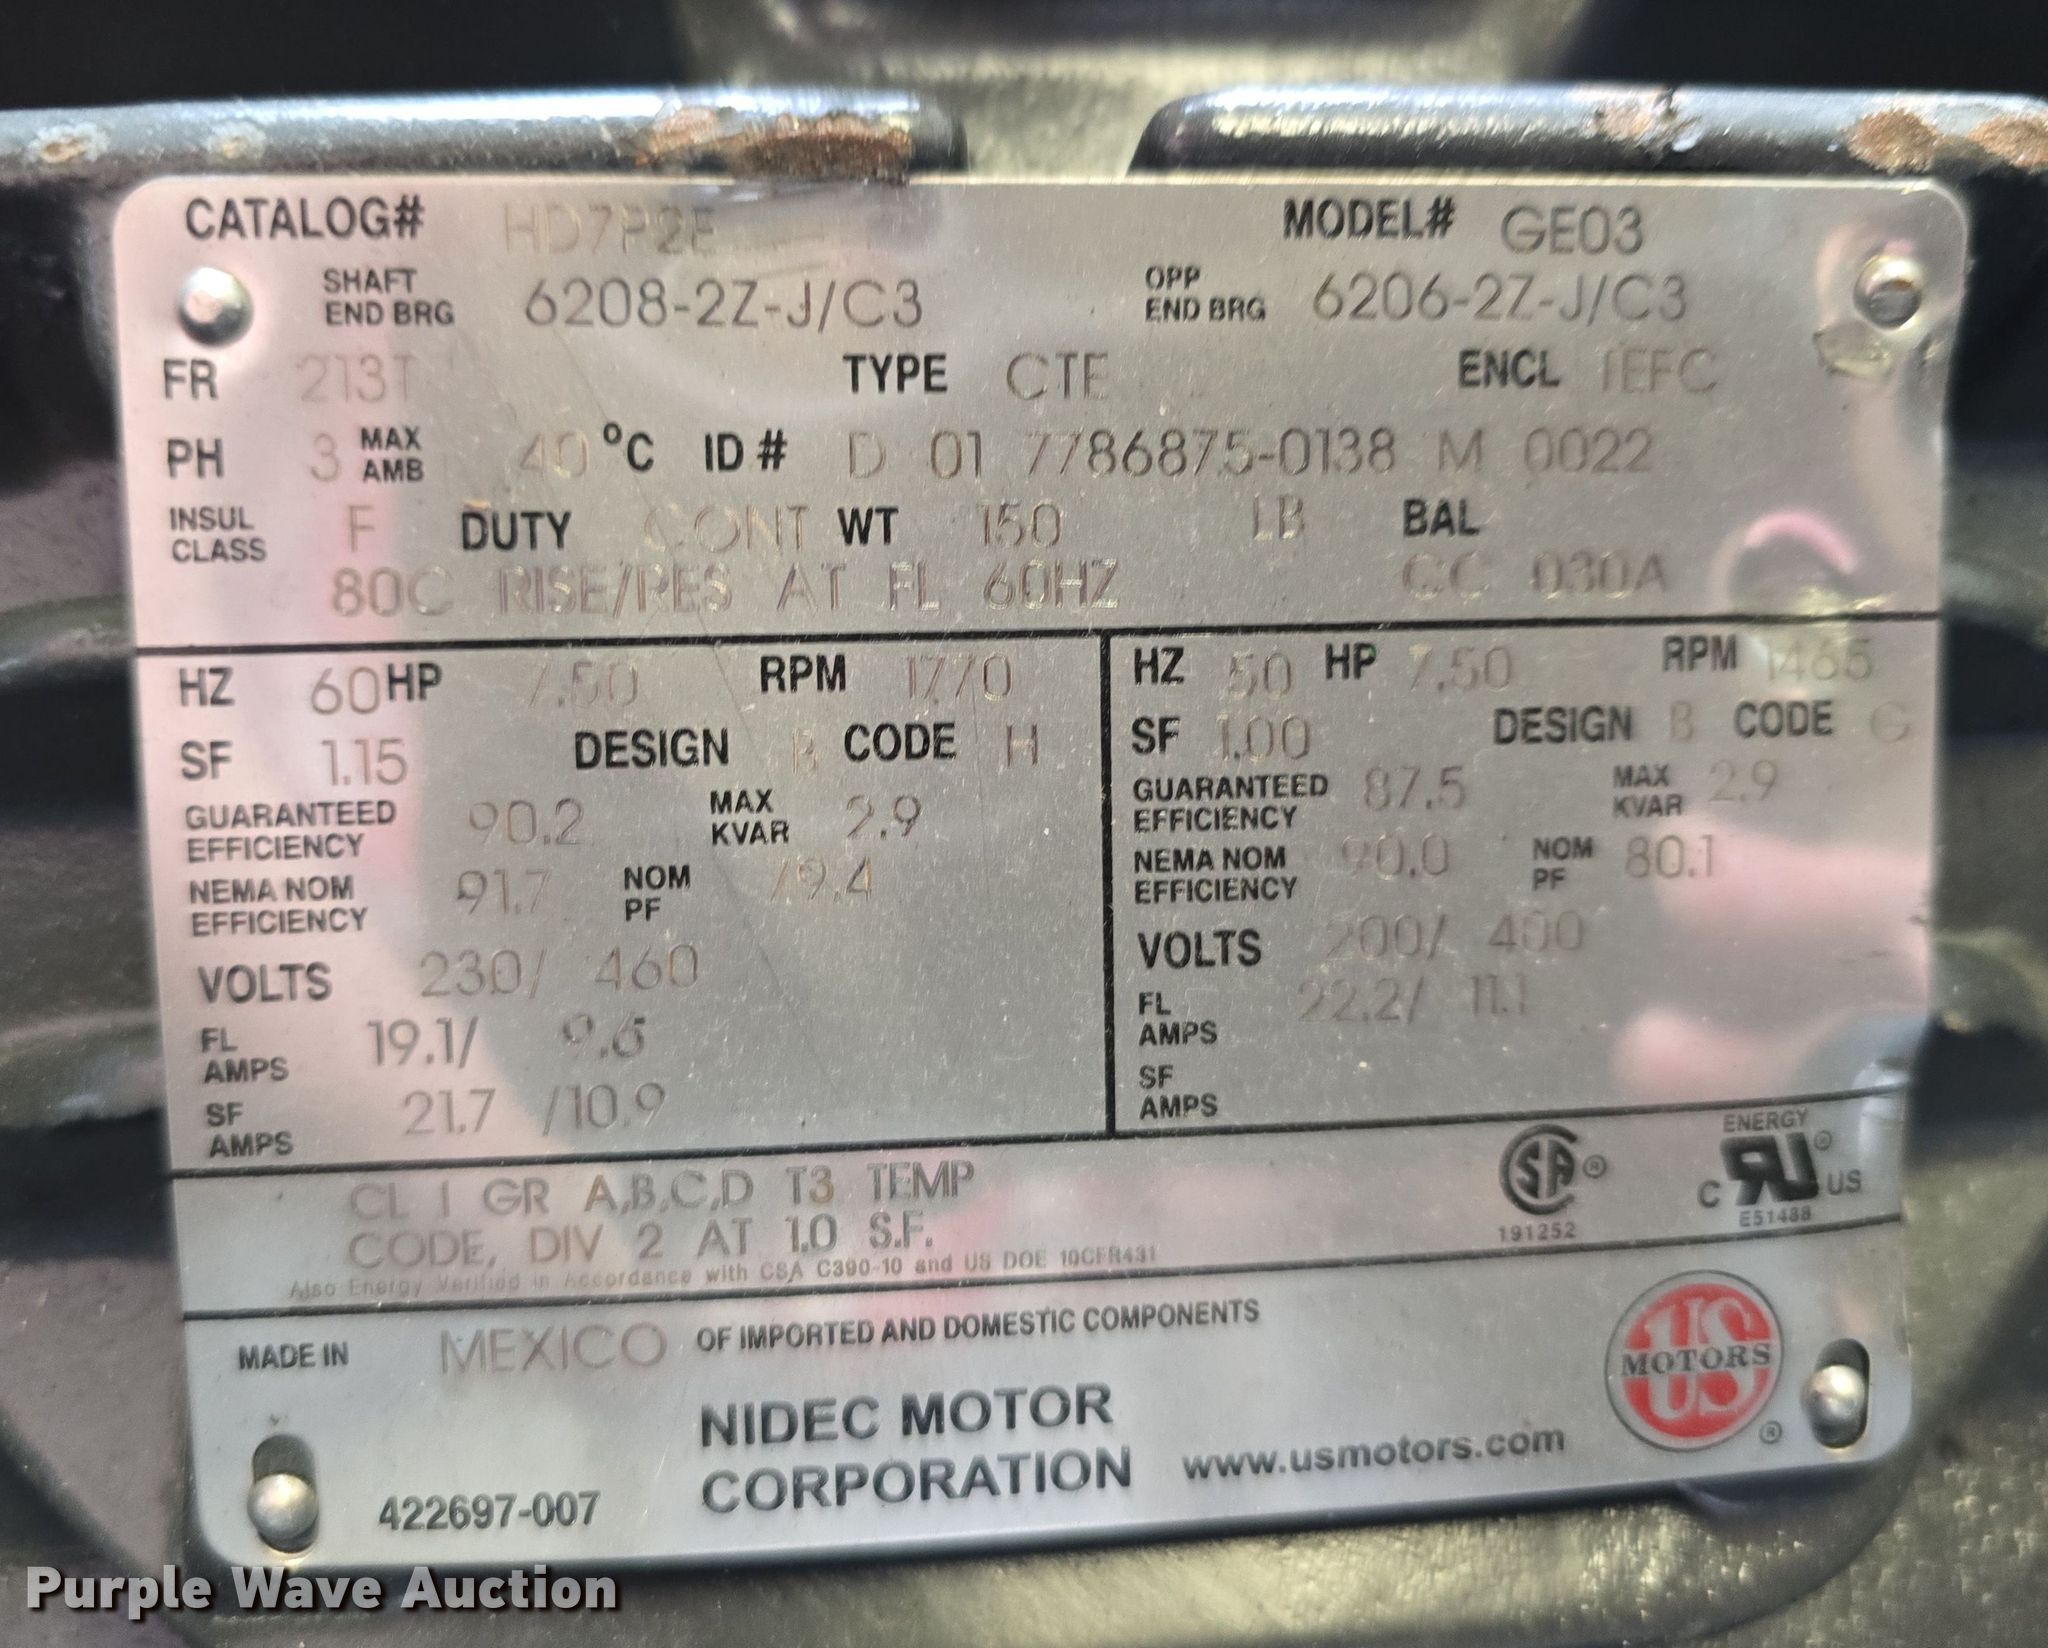 CATALOG# HD7P2E MODEL# GE03
SHAFT END BRG 6208-2Z-J/C3 OPP END BRG 6206-2Z-J/C3
FR 213T TYPE CTE ENCL TEFC
PH 3 MAX AMB 40 °C ID # D 01 7786875-0138 M 0022
INSUL CLASS F DUTY CONT WT 150 LB BAL
80C RISE/RES AT FL 60HZ CC 030A
HZ 60 HP 7.50 RPM 1770
SF 1.15 DESIGN B CODE H
GUARANTEED EFFICIENCY 90.2 MAX KVAR 2.9
NEMA NOM EFFICIENCY 91.7 NOM PF 79.4
VOLTS 230/ 460
FL AMPS 19.1/ 9.6
SF AMPS 21.7 /10.9
HZ 50 HP 7.50 RPM 1465
SF 1.00 DESIGN B CODE G
GUARANTEED EFFICIENCY 87.5 MAX KVAR 2.9
NEMA NOM EFFICIENCY 90.0 NOM PF 80.1
VOLTS 200/ 400
FL AMPS 22.2/ 11.1
SF AMPS
CL I GR A,B,C,D T3 TEMP
CODE, DIV 2 AT 1.0 S.F.
Also Energy Verified in Accordance with CSA C390-10 and US DOE 10CFR431
SA ®
191252
ENERGY
C RU ® US
E51488
MADE IN MEXICO OF IMPORTED AND DOMESTIC COMPONENTS
NIDEC MOTOR
CORPORATION
www.usmotors.com
US MOTORS ®
422697-007
Purple Wave Auction